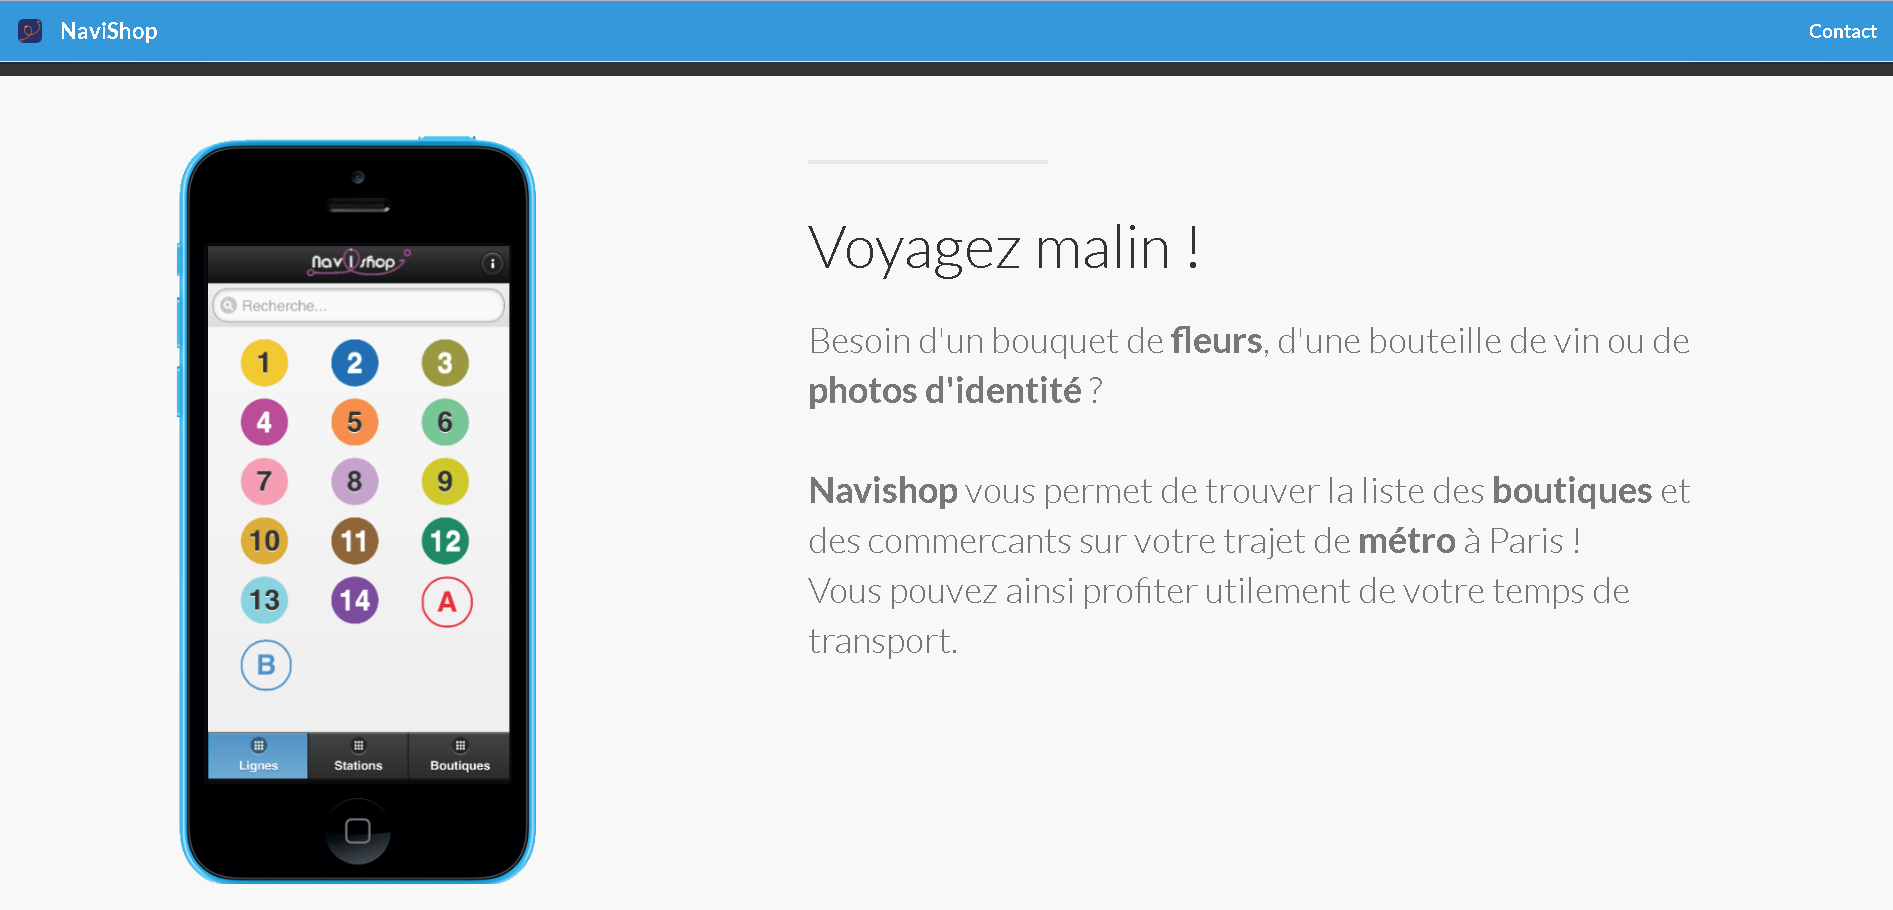 NaviShop
Contact
navishop
Recherche...
1 2 3
4 5 6
7 8 9
10 11 12
13 14 A
B
Lignes Stations Boutiques
Voyagez malin !
Besoin d'un bouquet de fleurs, d'une bouteille de vin ou de
photos d'identité ?
Navishop vous permet de trouver la liste des boutiques et
des commercants sur votre trajet de métro à Paris !
Vous pouvez ainsi profiter utilement de votre temps de
transport.